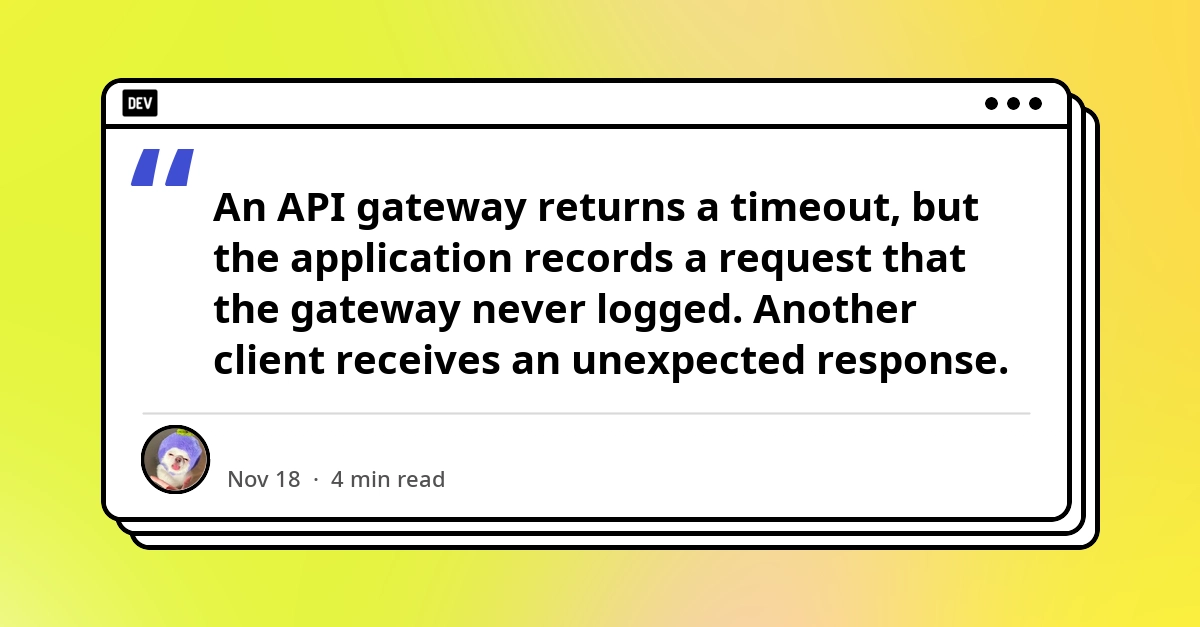 DEV
“
An API gateway returns a timeout, but
the application records a request that
the gateway never logged. Another
client receives an unexpected response.
Nov 18 · 4 min read